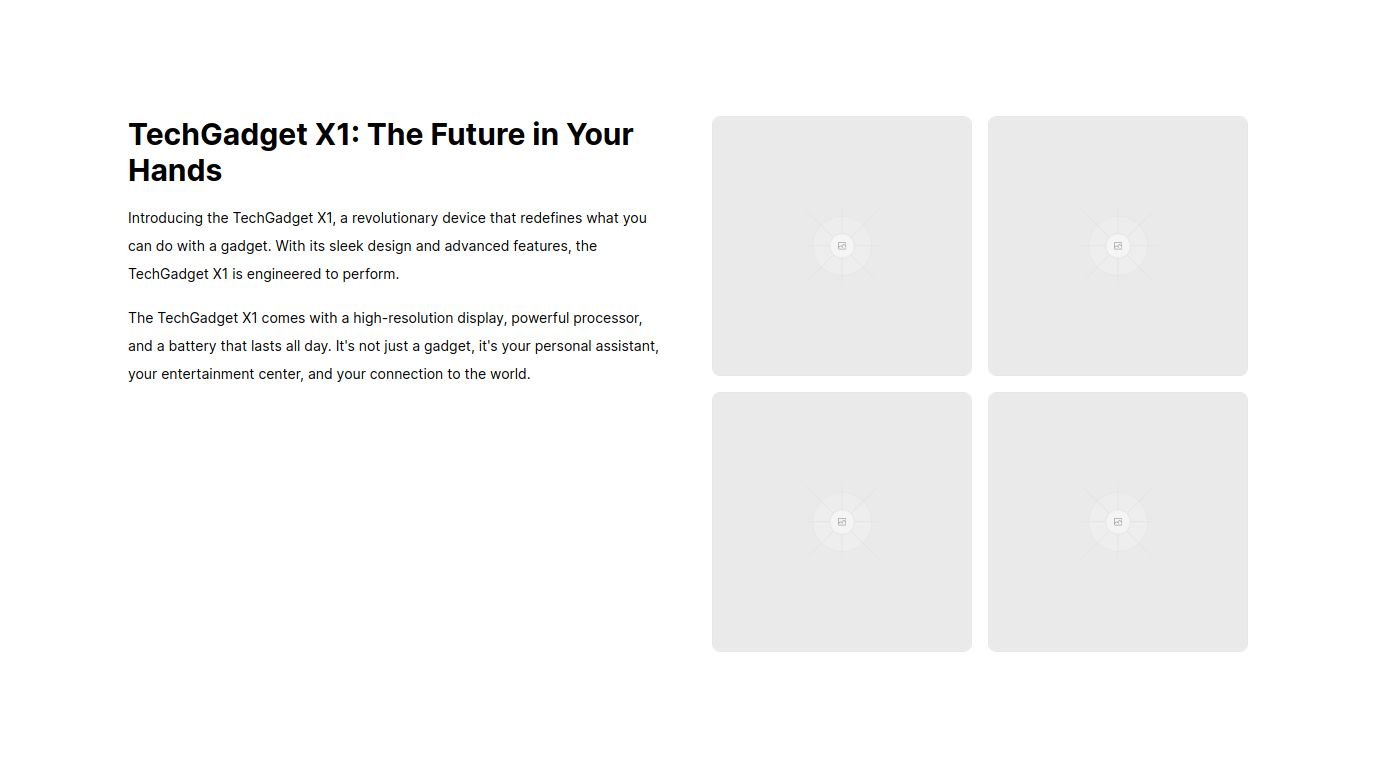 TechGadget X1: The Future in Your
Hands
Introducing the TechGadget X1, a revolutionary device that redefines what you
can do with a gadget. With its sleek design and advanced features, the
TechGadget X1 is engineered to perform.
The TechGadget X1 comes with a high-resolution display, powerful processor,
and a battery that lasts all day. It's not just a gadget, it's your personal assistant,
your entertainment center, and your connection to the world.